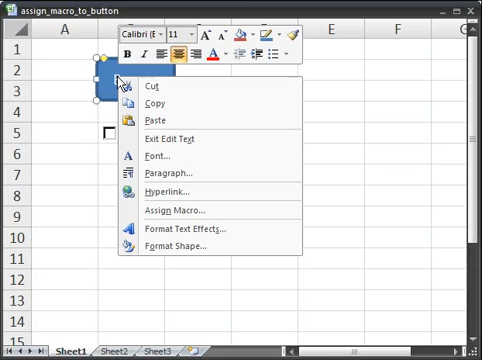 assign_macro_to_button
Calibri (E 11 A A
B I A
A B C D E F G
1
2
3
4
5
6
7
8
9
10
11
12
13
14
15
Cut
Copy
Paste
Exit Edit Text
Font...
Paragraph...
Hyperlink...
Assign Macro...
Format Text Effects...
Format Shape...
Sheet1 Sheet2 Sheet3